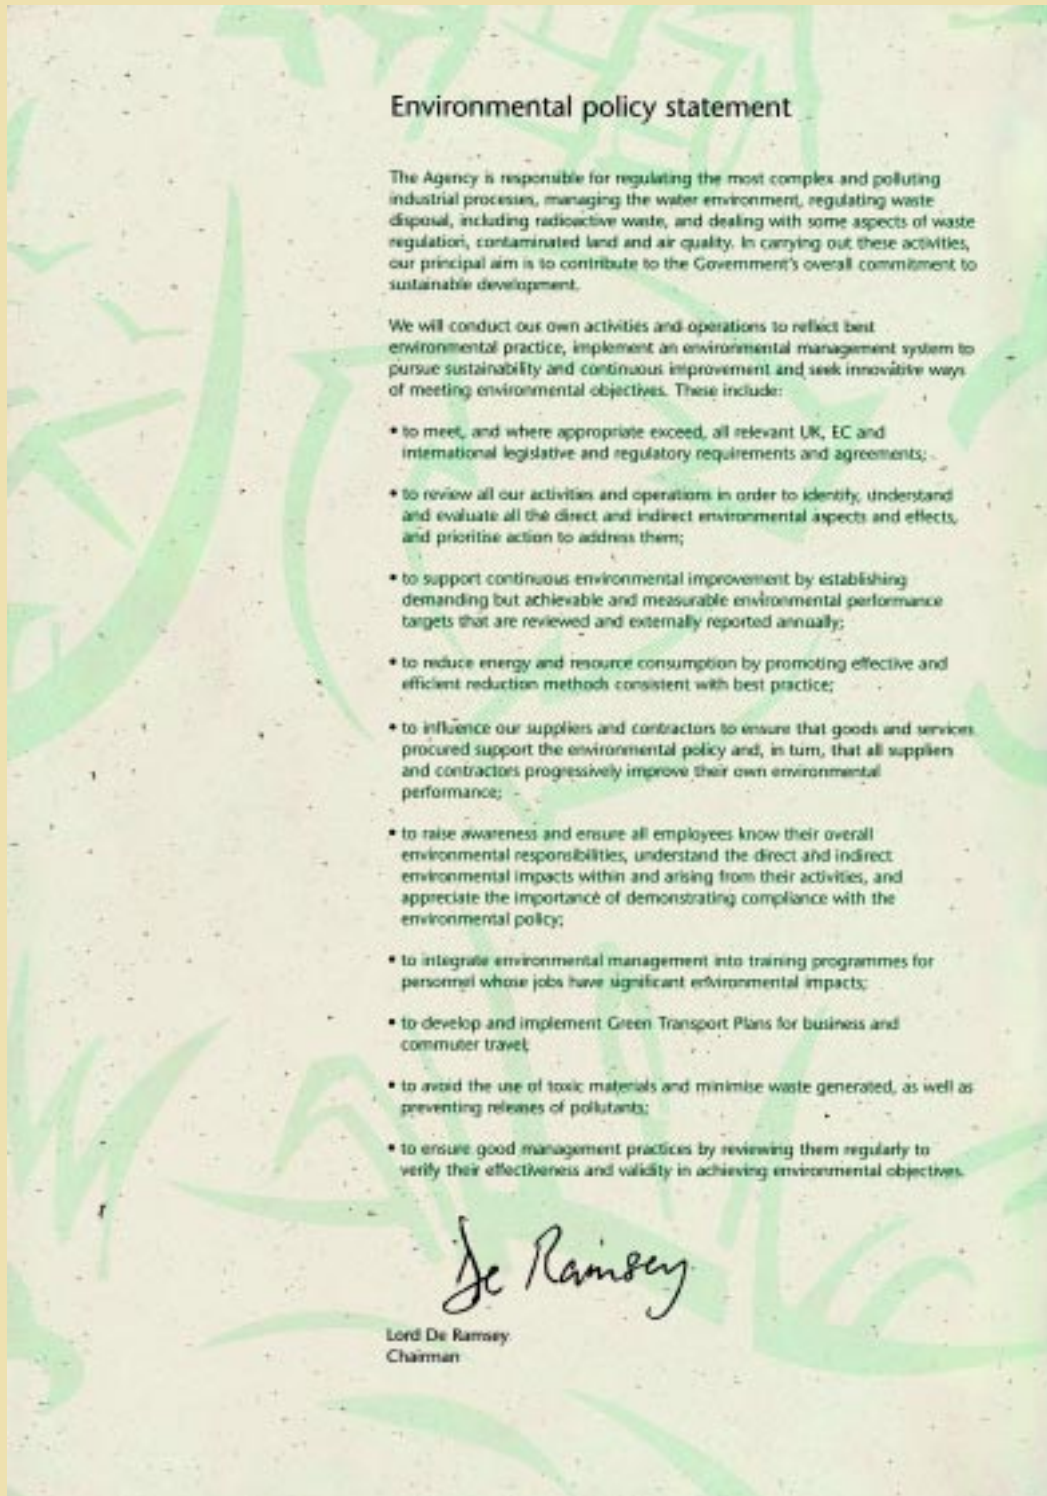 Environmental policy statement
The Agency is responsible for regulating the most complex and polluting
industrial processes, managing the water environment, regulating waste
disposal, including radioactive waste, and dealing with some aspects of waste
regulation, contaminated land and air quality. In carrying out these activities,
our principal aim is to contribute to the Government's overall commitment to
sustainable development.
We will conduct our own activities and operations to reflect best
environmental practice, implement an environmental management system to
pursue sustainability and continuous improvement and seek innovative ways
of meeting environmental objectives. These include:
• to meet, and where appropriate exceed, all relevant UK, EC and
international legislative and regulatory requirements and agreements;
• to review all our activities and operations in order to identify, understand
and evaluate all the direct and indirect environmental aspects and effects,
and prioritise action to address them;
• to support continuous environmental improvement by establishing
demanding but achievable and measurable environmental performance
targets that are reviewed and externally reported annually;
• to reduce energy and resource consumption by promoting effective and
efficient reduction methods consistent with best practice;
• to influence our suppliers and contractors to ensure that goods and services
procured support the environmental policy and, in turn, that all suppliers
and contractors progressively improve their own environmental
performance;
• to raise awareness and ensure all employees know their overall
environmental responsibilities, understand the direct and indirect
environmental impacts within and arising from their activities, and
appreciate the importance of demonstrating compliance with the
environmental policy;
• to integrate environmental management into training programmes for
personnel whose jobs have significant environmental impacts;
• to develop and implement Green Transport Plans for business and
commuter travel;
• to avoid the use of toxic materials and minimise waste generated, as well as
preventing releases of pollutants;
• to ensure good management practices by reviewing them regularly to
verify their effectiveness and validity in achieving environmental objectives.
De Ramsey
Lord De Ramsey
Chairman